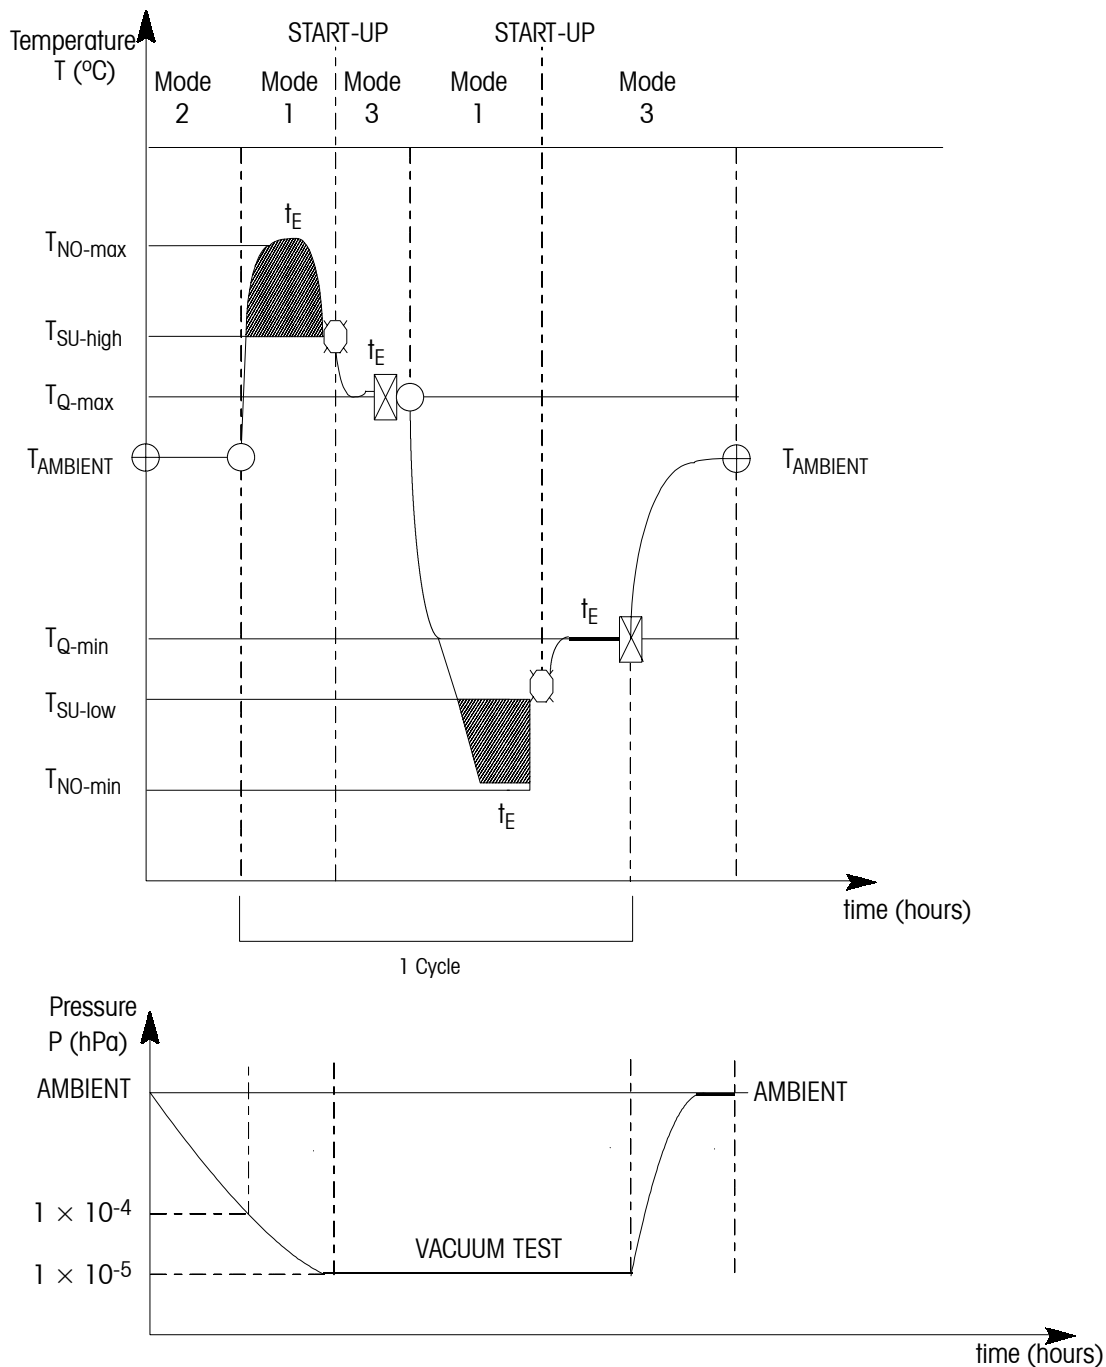 START-UP START-UP
Temperature
T (ºC)
Mode Mode Mode Mode Mode
2 1 3 1 3
tE
TNO-max
TSU-high
tE
TQ-max
TAMBIENT TAMBIENT
tE
TQ-min
TSU-low
TNO-min
tE
time (hours)
1 Cycle
Pressure
P (hPa)
AMBIENT AMBIENT
1 × 10-4
VACUUM TEST
1 × 10-5
time (hours)